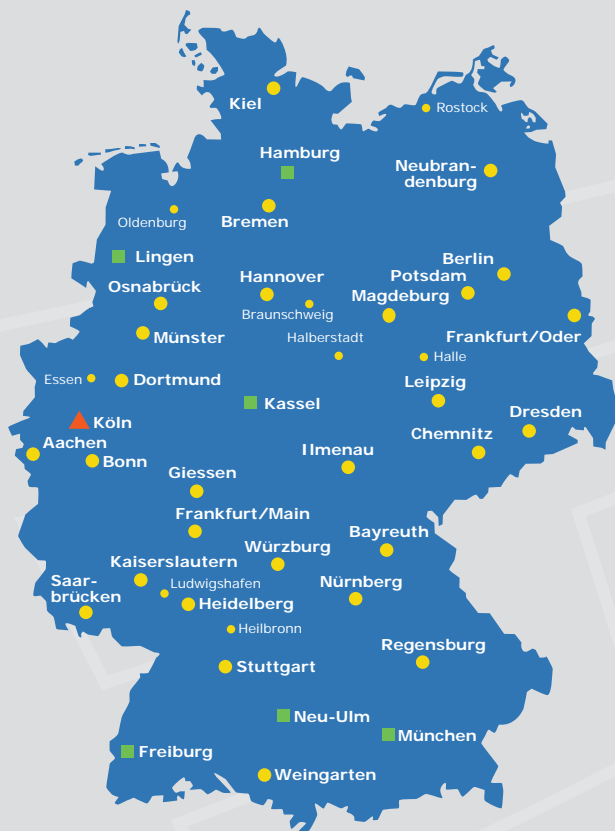 Kiel
Rostock
Hamburg
Neubran-
denburg
Oldenburg
Bremen
Lingen
Berlin
Osnabrück
Hannover
Potsdam
Magdeburg
Braunschweig
Münster
Halberstadt
Frankfurt/Oder
Halle
Essen
Dortmund
Leipzig
Kassel
Dresden
Köln
Chemnitz
Aachen
Bonn
Ilmenau
Giessen
Frankfurt/Main
Bayreuth
Würzburg
Kaiserslautern
Ludwigshafen
Nürnberg
Saar-
brücken
Heidelberg
Heilbronn
Regensburg
Stuttgart
Neu-Ulm
München
Freiburg
Weingarten